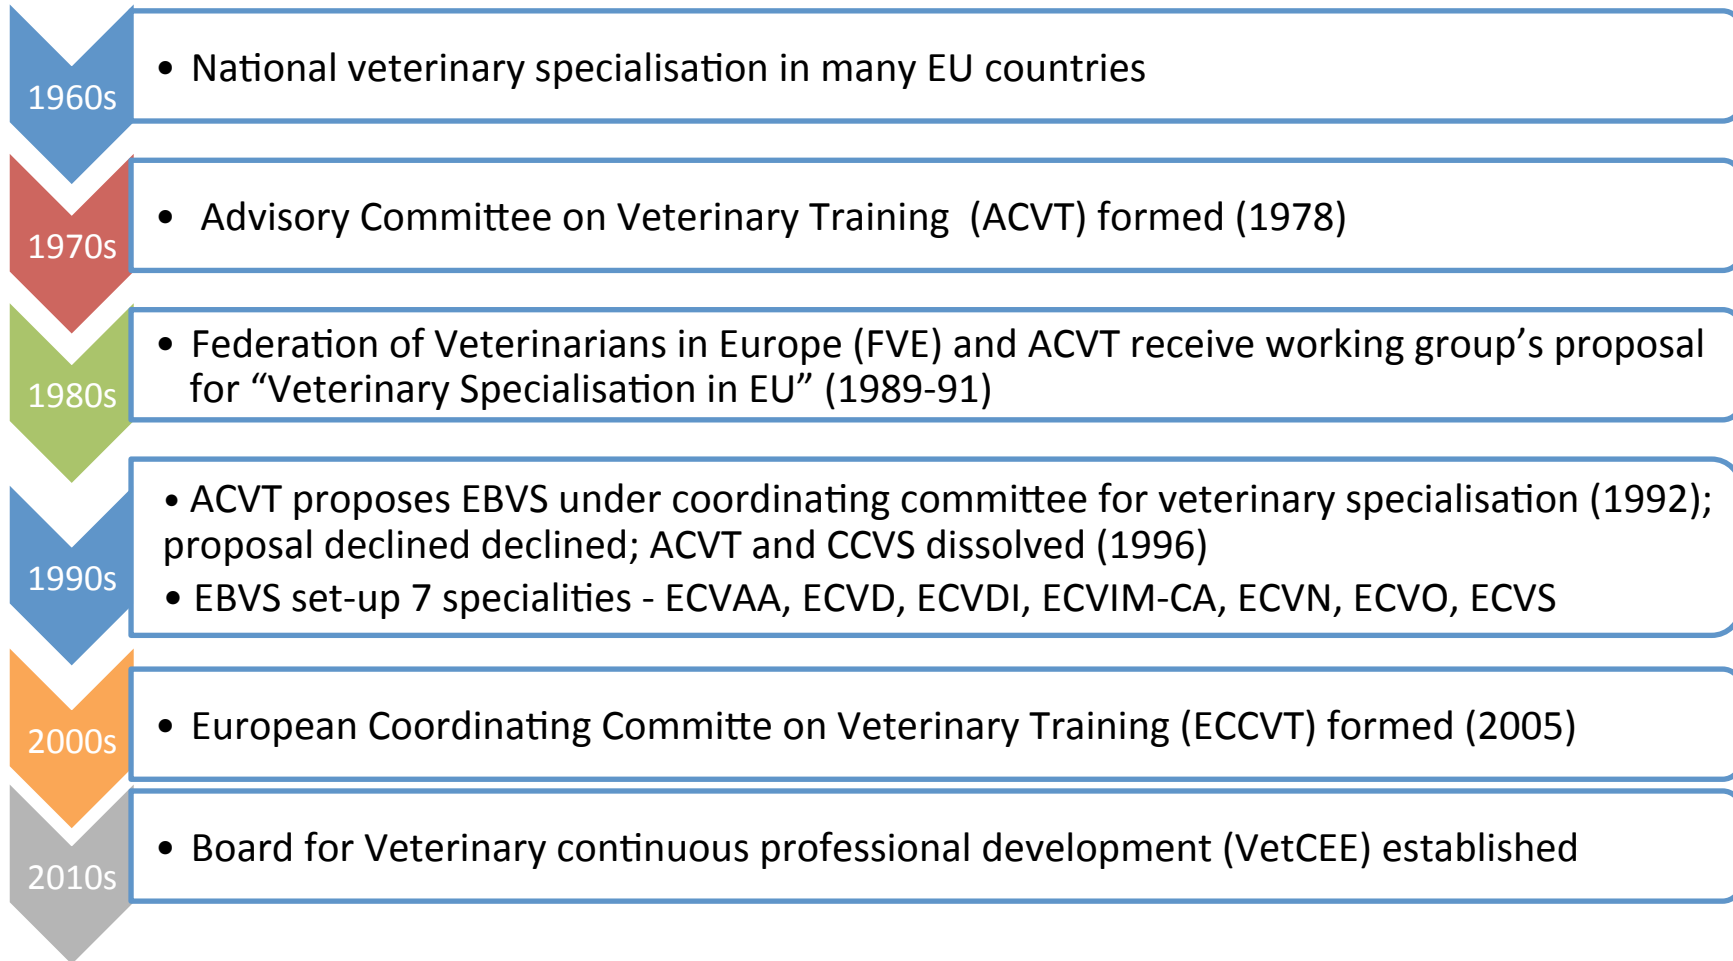 1960s
• National veterinary specialisation in many EU countries
1970s
• Advisory Committee on Veterinary Training (ACVT) formed (1978)
1980s
• Federation of Veterinarians in Europe (FVE) and ACVT receive working group’s proposal
for “Veterinary Specialisation in EU” (1989-91)
1990s
• ACVT proposes EBVS under coordinating committee for veterinary specialisation (1992);
proposal declined declined; ACVT and CCVS dissolved (1996)
• EBVS set-up 7 specialities - ECVAA, ECVD, ECVDI, ECVIM-CA, ECVN, ECVO, ECVS
2000s
• European Coordinating Committe on Veterinary Training (ECCVT) formed (2005)
2010s
• Board for Veterinary continuous professional development (VetCEE) established